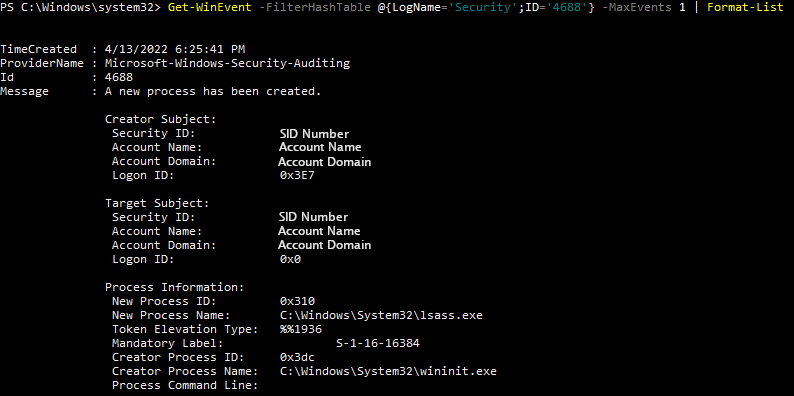 PS C:\Windows\system32> Get-WinEvent -FilterHashTable @{LogName='Security';ID='4688'} -MaxEvents 1 | Format-List
TimeCreated  : 4/13/2022 6:25:41 PM
ProviderName : Microsoft-Windows-Security-Auditing
Id           : 4688
Message      : A new process has been created.
Creator Subject:
Security ID: SID Number
Account Name: Account Name
Account Domain: Account Domain
Logon ID: 0x3E7
Target Subject:
Security ID: SID Number
Account Name: Account Name
Account Domain: Account Domain
Logon ID: 0x0
Process Information:
New Process ID: 0x310
New Process Name: C:\Windows\System32\lsass.exe
Token Elevation Type: %%1936
Mandatory Label: S-1-16-16384
Creator Process ID: 0x3dc
Creator Process Name: C:\Windows\System32\wininit.exe
Process Command Line: